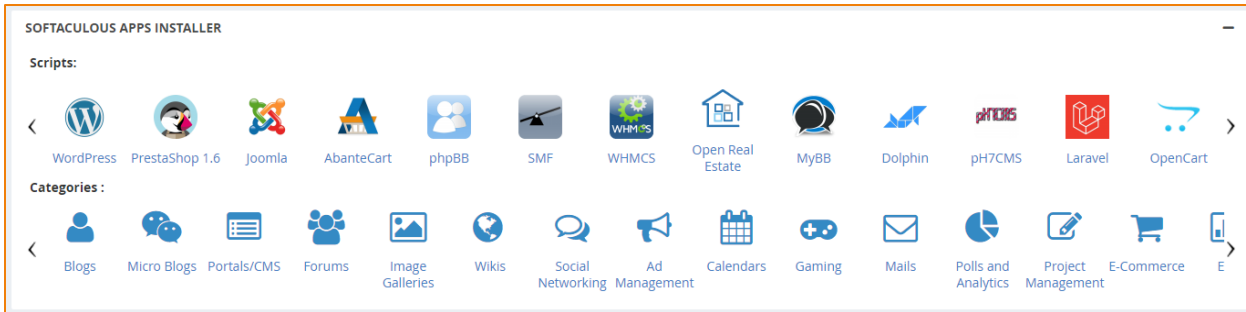 SOFTACULOUS APPS INSTALLER
Scripts:
WHMCS
pH7CMS
WordPress PrestaShop 1.6 Joomla AbanteCart phpBB SMF WHMCS Open Real Estate MyBB Dolphin pH7CMS Laravel OpenCart
Categories :
Blogs Micro Blogs Portals/CMS Forums Image Galleries Wikis Social Networking Ad Management Calendars Gaming Mails Polls and Analytics Project Management E-Commerce E